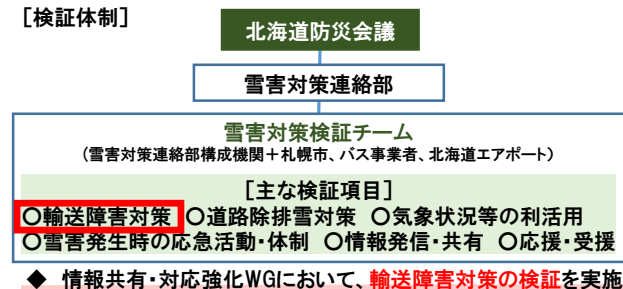 [検証体制]
北海道防災会議
雪害対策連絡部
雪害対策検証チーム
(雪害対策連絡部構成機関+札幌市、バス事業者、北海道エアポート)
[主な検証項目]
〇輸送障害対策 〇道路除排雪対策 〇気象状況等の利活用
〇雪害発生時の応急活動・体制 〇情報発信・共有 〇応援・受援
◆ 情報共有・対応強化WGにおいて、輸送障害対策の検証を実施